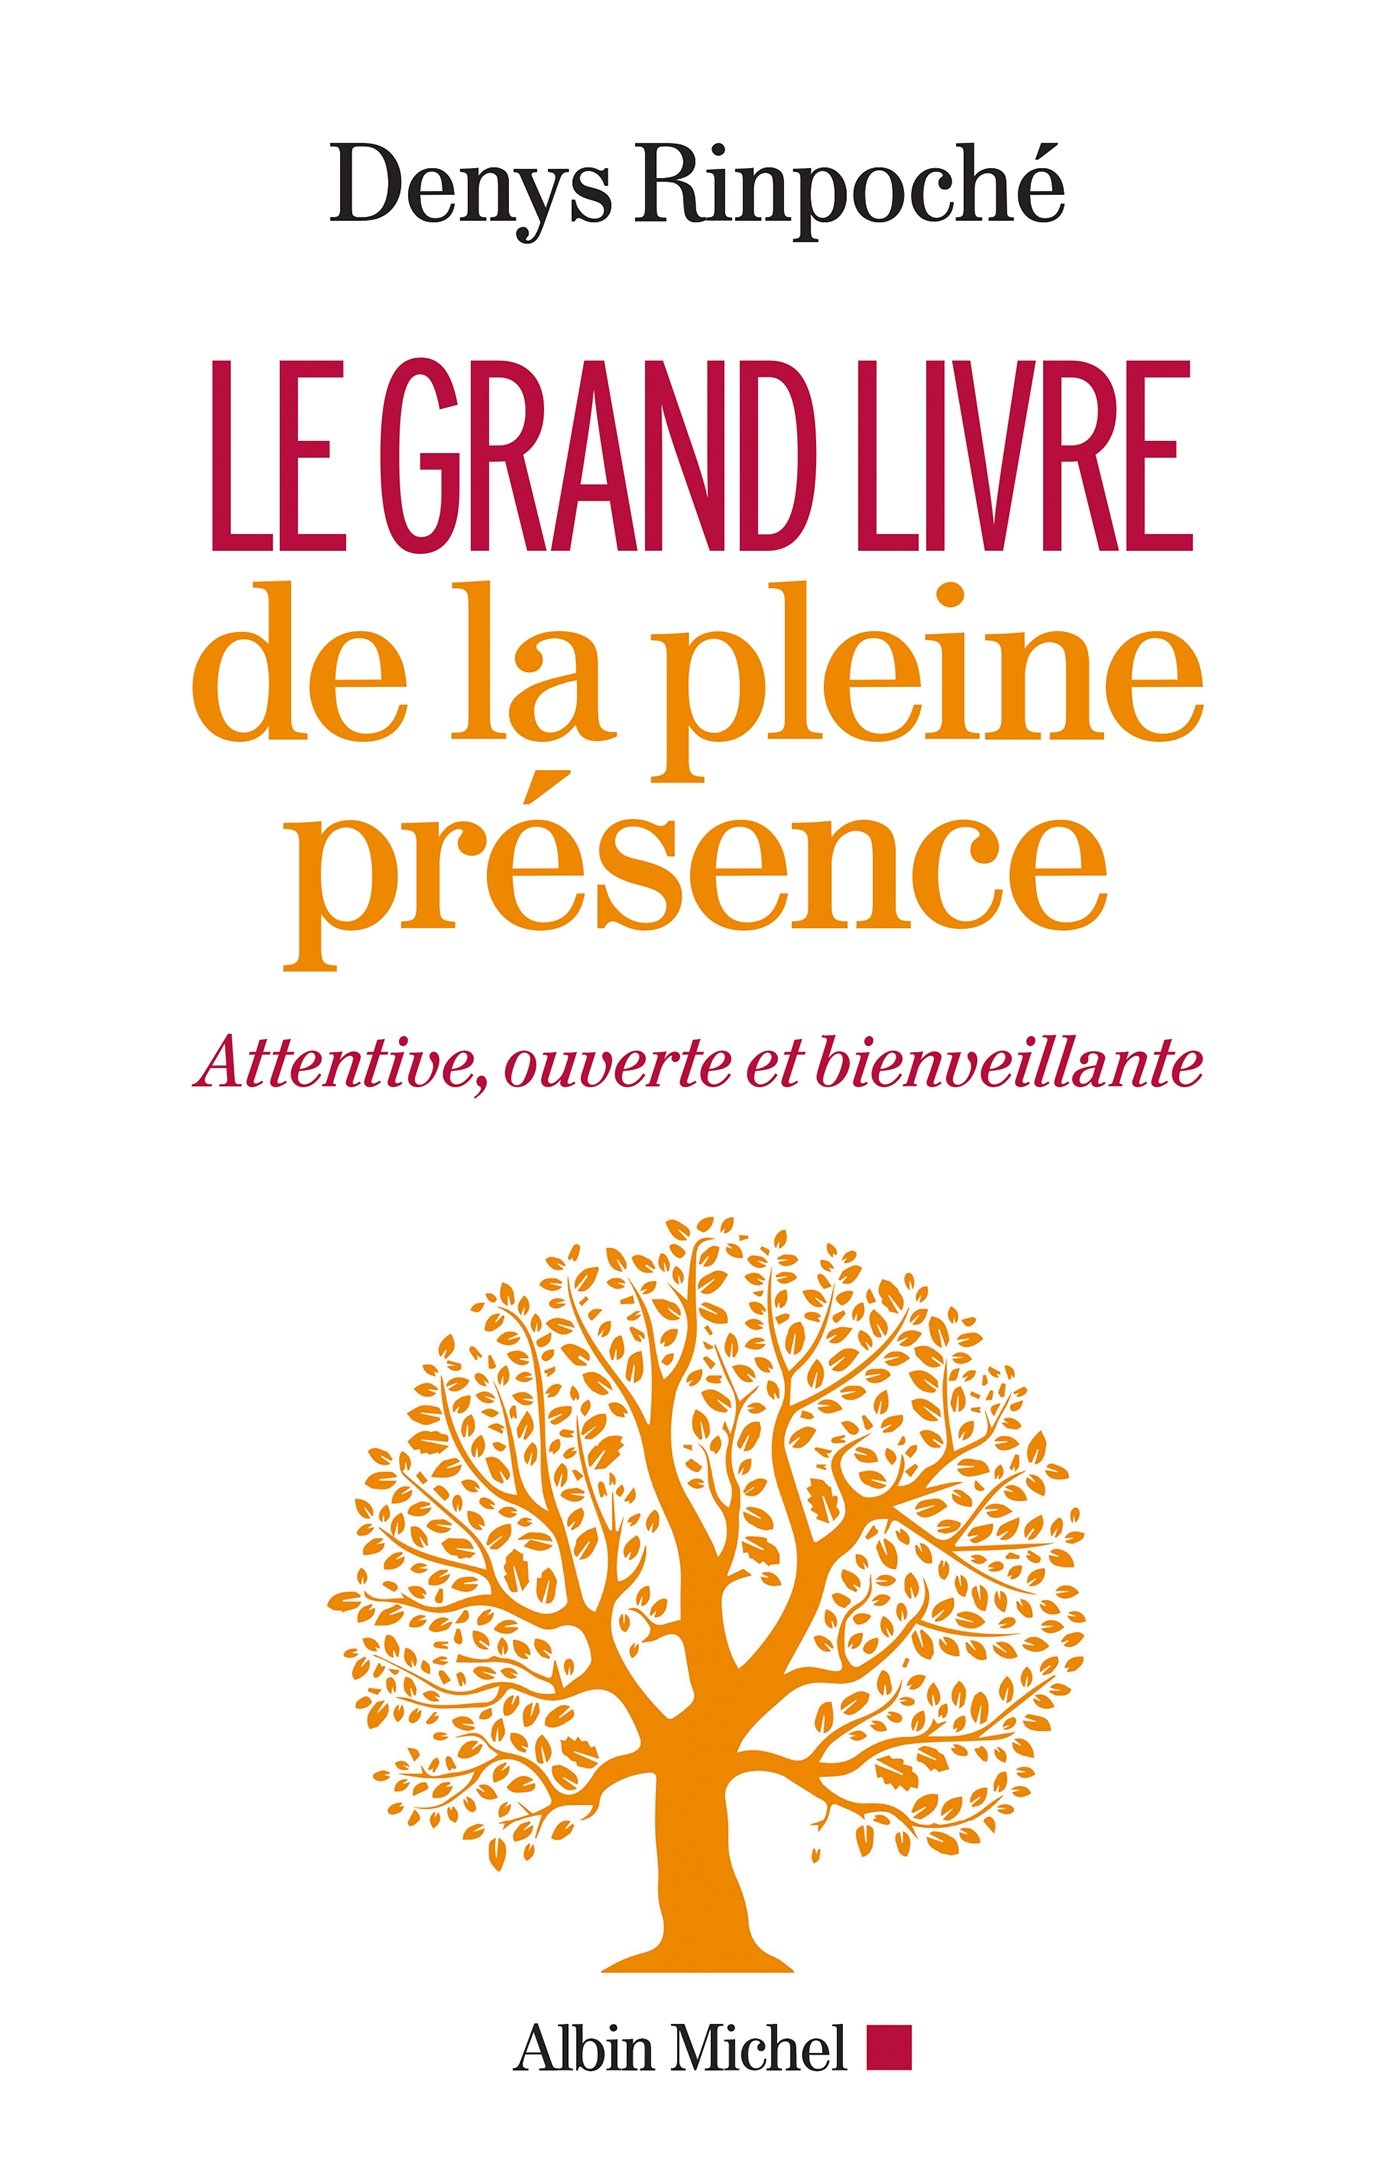 Denys Rinpoché
LE GRAND LIVRE
de la pleine
présence
Attentive, ouverte et bienveillante
Albin Michel